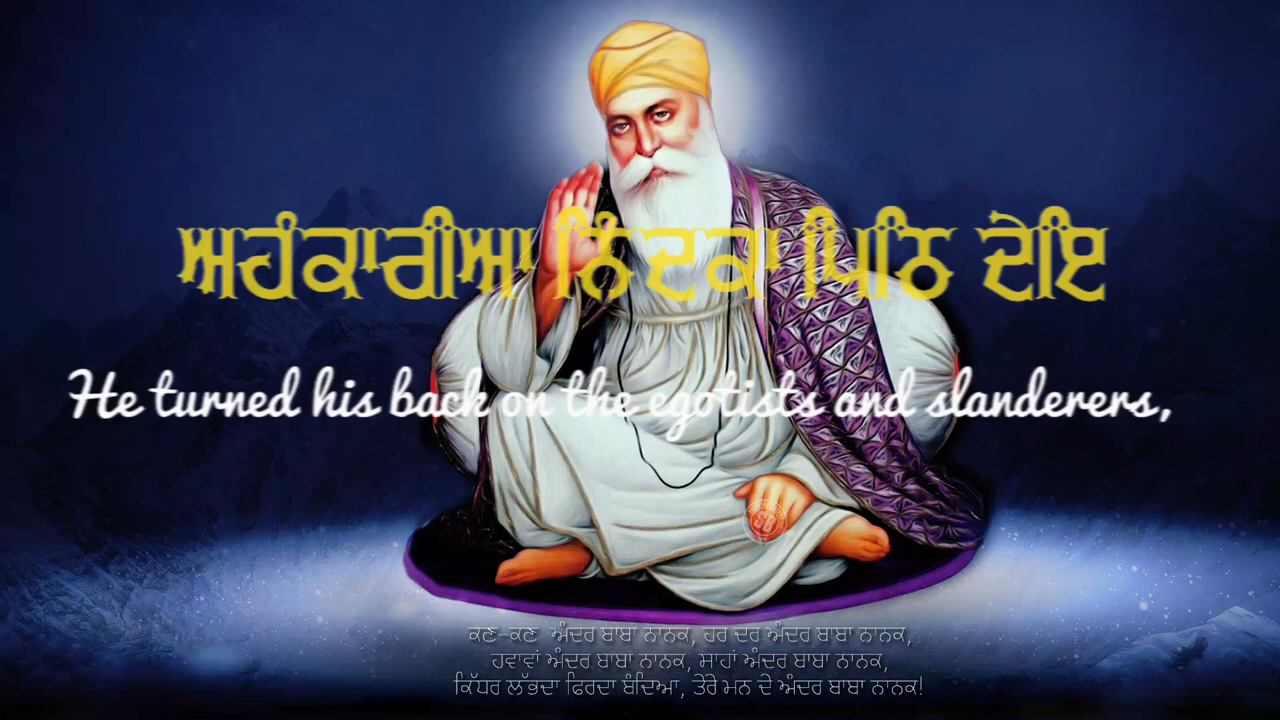 ਅਹੰਕਾਰੀਆ ਨਿੰਦਕਾ ਪਿਠਿ ਦੇਇ
He turned his back on the egotists and slanderers,
ਕਣ-ਕਣ ਅੰਦਰ ਬਾਬਾ ਨਾਨਕ, ਹਰ ਦਰ ਅੰਦਰ ਬਾਬਾ ਨਾਨਕ,
ਹਵਾਵਾਂ ਅੰਦਰ ਬਾਬਾ ਨਾਨਕ, ਸਾਹਾਂ ਅੰਦਰ ਬਾਬਾ ਨਾਨਕ,
ਕਿੱਧਰ ਲੱਭਦਾ ਫਿਰਦਾ ਬੰਦਿਆ, ਤੇਰੇ ਮਨ ਦੇ ਅੰਦਰ ਬਾਬਾ ਨਾਨਕ!